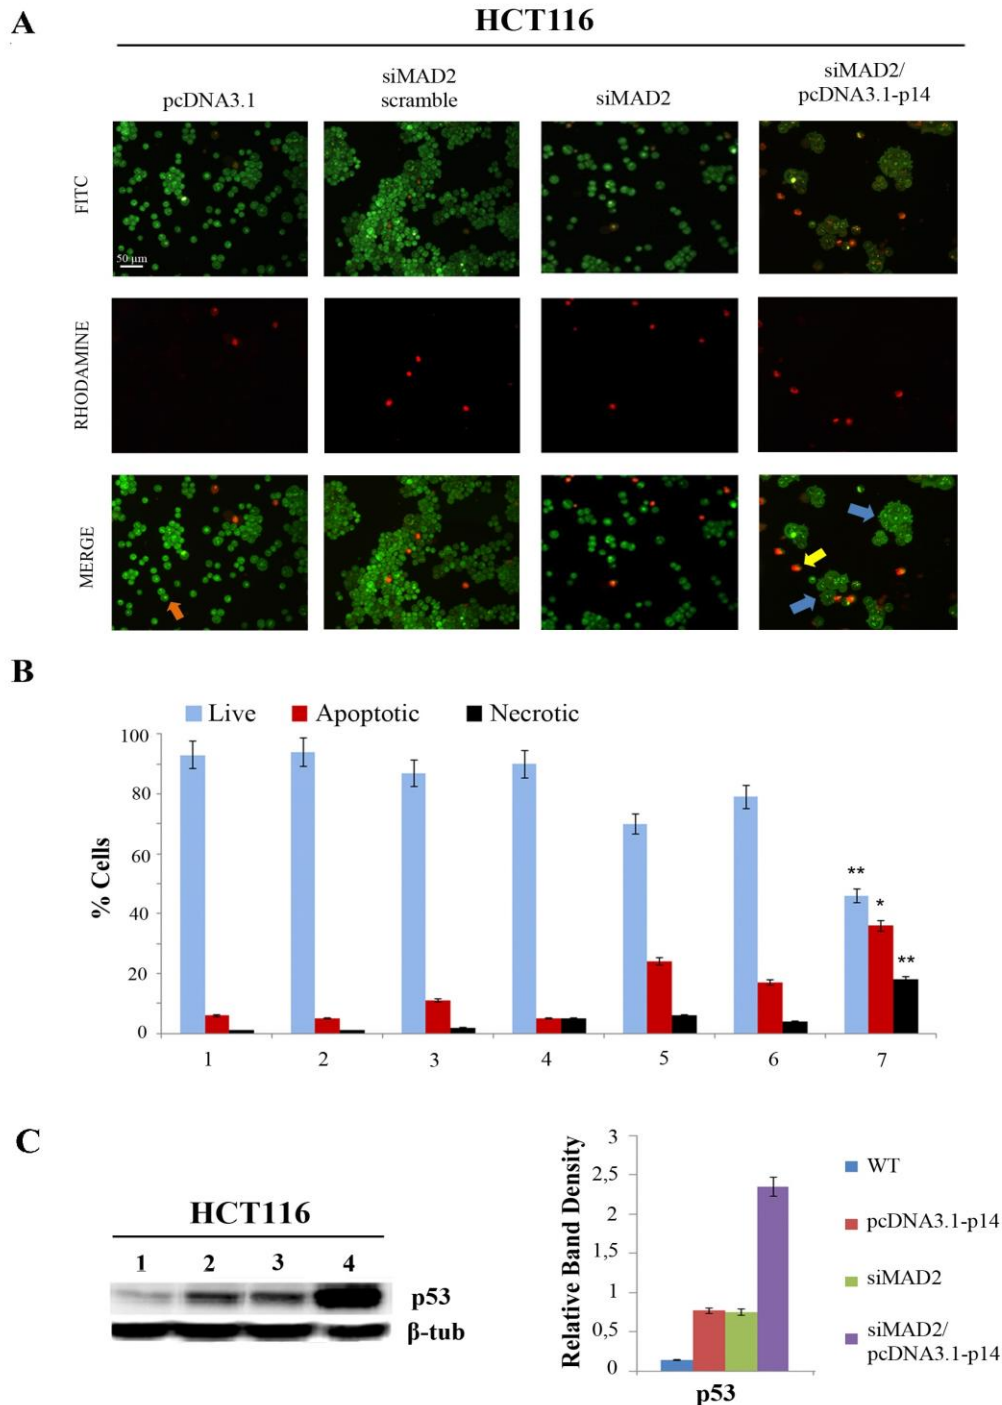 A
HCT116
pcDNA3.1
siMAD2
scramble
siMAD2
siMAD2/
pcDNA3.1-p14
FITC
50 µm
RHODAMINE
MERGE
B
Live
Apoptotic
Necrotic
% Cells
100
80
60
40
20
0
**
*
**
1 2 3 4 5 6 7
C
HCT116
1 2 3 4
p53
β-tub
Relative Band Density
3
2,5
2
1,5
1
0,5
0
p53
WT
pcDNA3.1-p14
siMAD2
siMAD2/
pcDNA3.1-p14